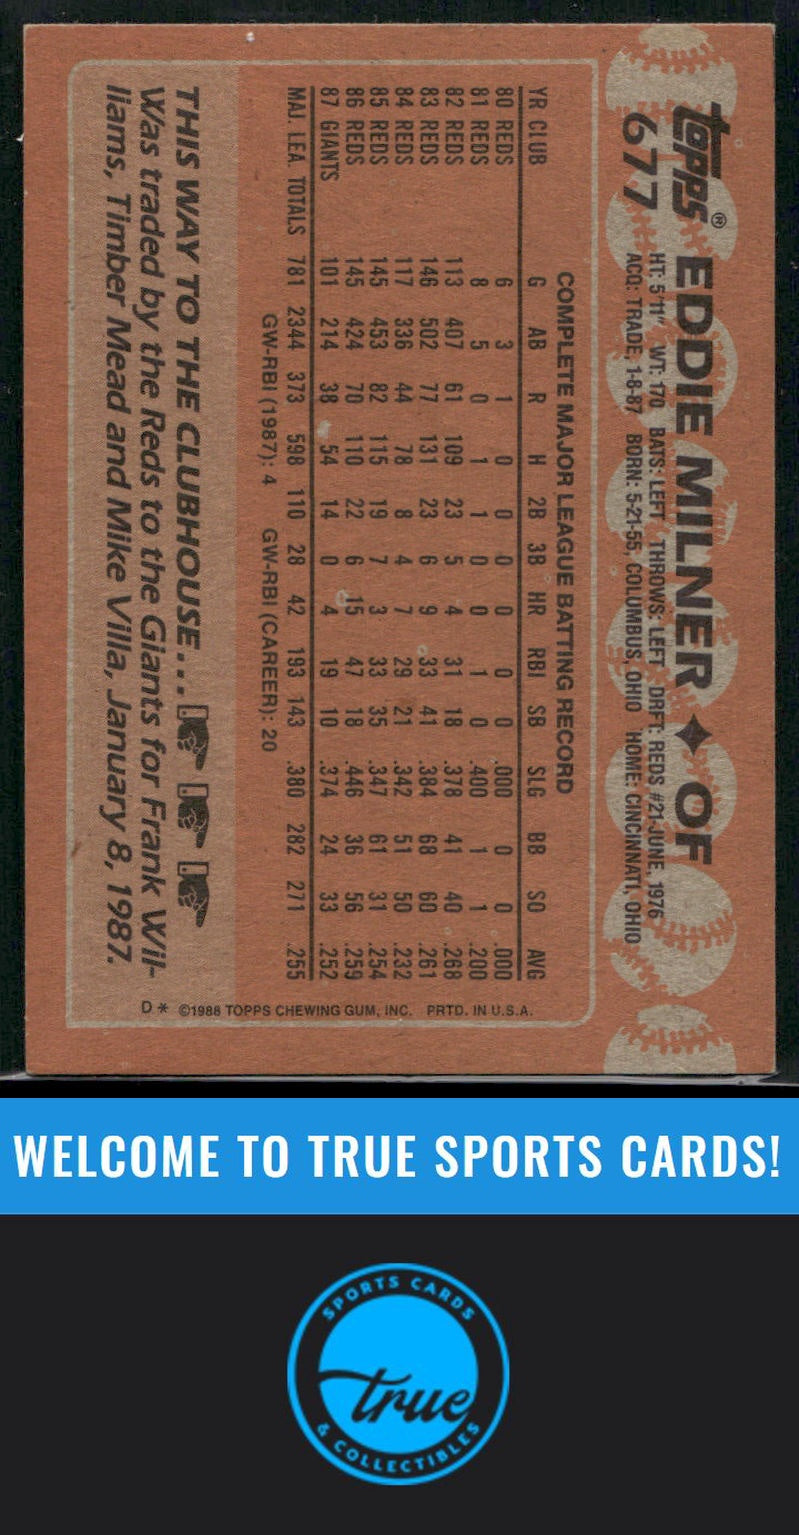 topps®
677
EDDIE MILNER ✦ OF
HT: 5'11" WT: 170 BATS: LEFT THROWS: LEFT DRFT: REDS #21-JUNE, 1976
ACQ: TRADE, 1-8-87 BORN: 5-21-55, COLUMBUS, OHIO HOME: CINCINNATI, OHIO
COMPLETE MAJOR LEAGUE BATTING RECORD
YR CLUB G AB R H 2B 3B HR RBI SB SLG BB SO AVG
80 REDS 6 3 1 0 0 0 0 0 0 .000 0 0 .000
81 REDS 8 5 0 1 1 0 0 1 0 .400 1 1 .200
82 REDS 113 407 61 109 23 5 4 31 18 .378 41 40 .268
83 REDS 146 502 77 131 23 6 9 33 41 .384 68 60 .261
84 REDS 117 336 44 78 8 4 7 29 21 .342 51 50 .232
85 REDS 145 453 82 115 19 7 3 33 35 .347 61 31 .254
86 REDS 145 424 70 110 22 6 15 47 18 .446 36 56 .259
87 GIANTS 101 214 38 54 14 0 4 19 10 .374 24 33 .252
MAJ. LEA. TOTALS 781 2344 373 598 110 28 42 193 143 .380 282 271 .255
GW-RBI (1987): 4 GW-RBI (CAREER): 20
THIS WAY TO THE CLUBHOUSE...
Was traded by the Reds to the Giants for Frank Wil-
liams, Timber Mead and Mike Villa, January 8, 1987.
D* ©1988 TOPPS CHEWING GUM, INC. PRTD. IN U.S.A.
WELCOME TO TRUE SPORTS CARDS!
SPORTS CARDS
true
& COLLECTIBLES